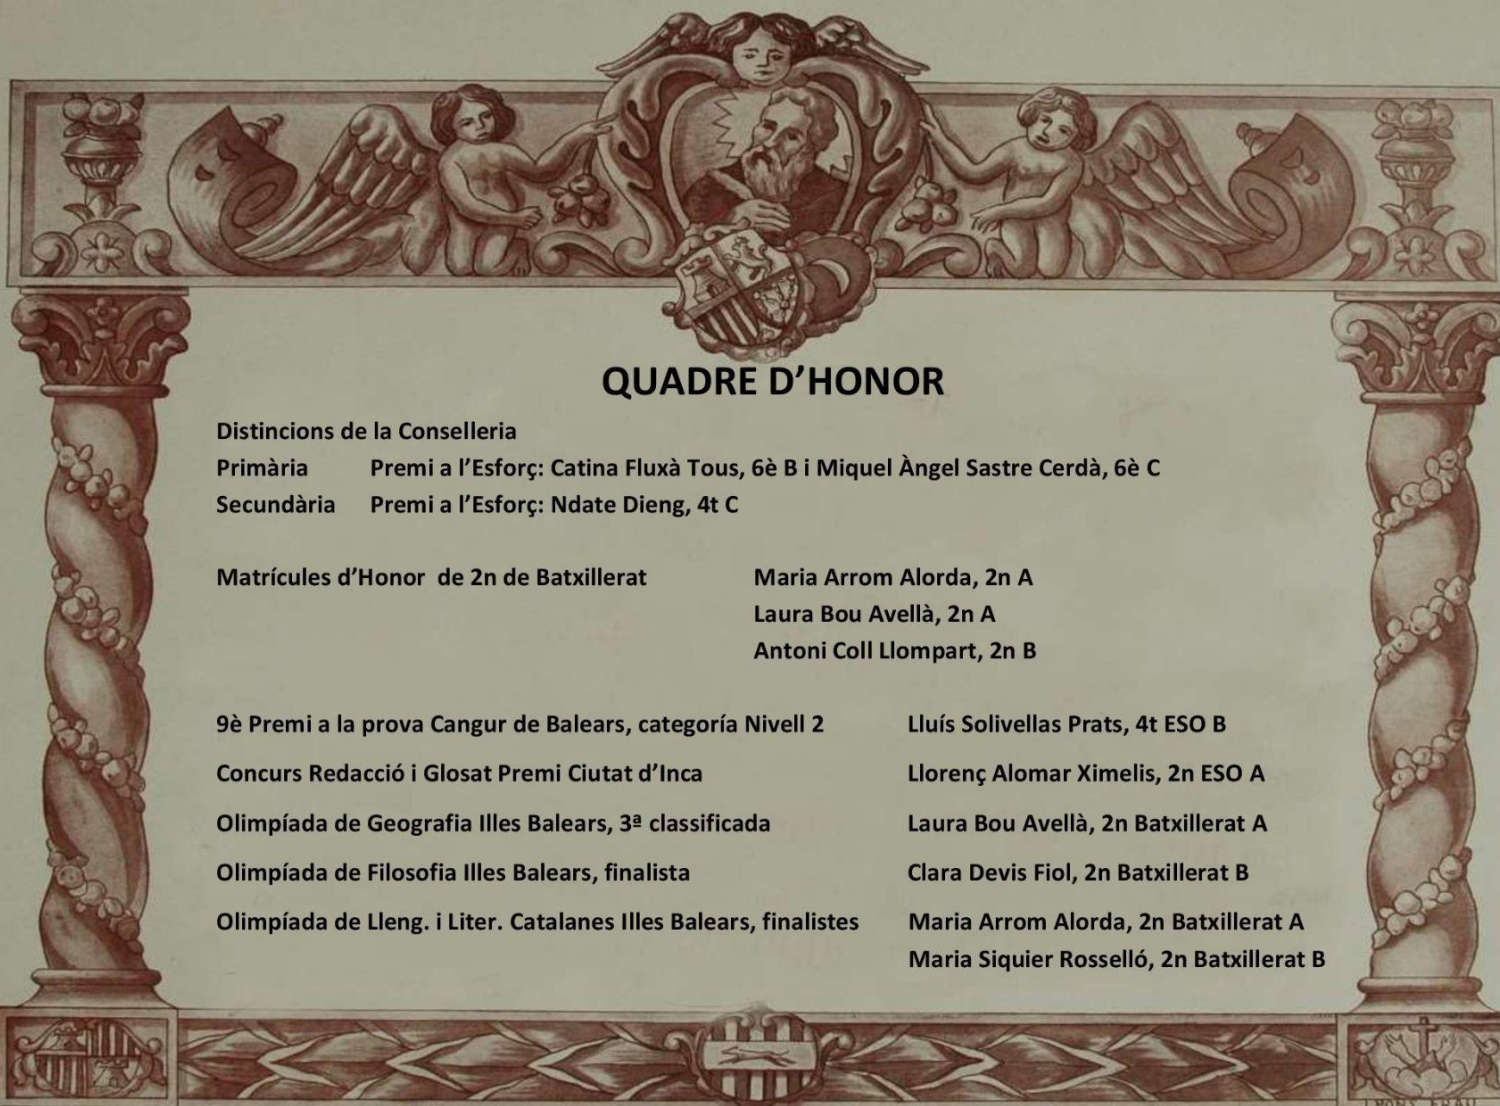 QUADRE D'HONOR
Distincions de la Conselleria
Primària Premi a l'Esforç: Catina Fluxà Tous, 6è B i Miquel Àngel Sastre Cerdà, 6è C
Secundària Premi a l'Esforç: Ndate Dieng, 4t C
Matrícules d'Honor de 2n de Batxillerat Maria Arrom Alorda, 2n A
Laura Bou Avellà, 2n A
Antoni Coll Llompart, 2n B
9è Premi a la prova Cangur de Balears, categoría Nivell 2 Lluís Solivellas Prats, 4t ESO B
Concurs Redacció i Glosat Premi Ciutat d'Inca Llorenç Alomar Ximelis, 2n ESO A
Olimpíada de Geografia Illes Balears, 3ª classificada Laura Bou Avellà, 2n Batxillerat A
Olimpíada de Filosofia Illes Balears, finalista Clara Devis Fiol, 2n Batxillerat B
Olimpíada de Lleng. i Liter. Catalanes Illes Balears, finalistes Maria Arrom Alorda, 2n Batxillerat A
Maria Siquier Rosselló, 2n Batxillerat B